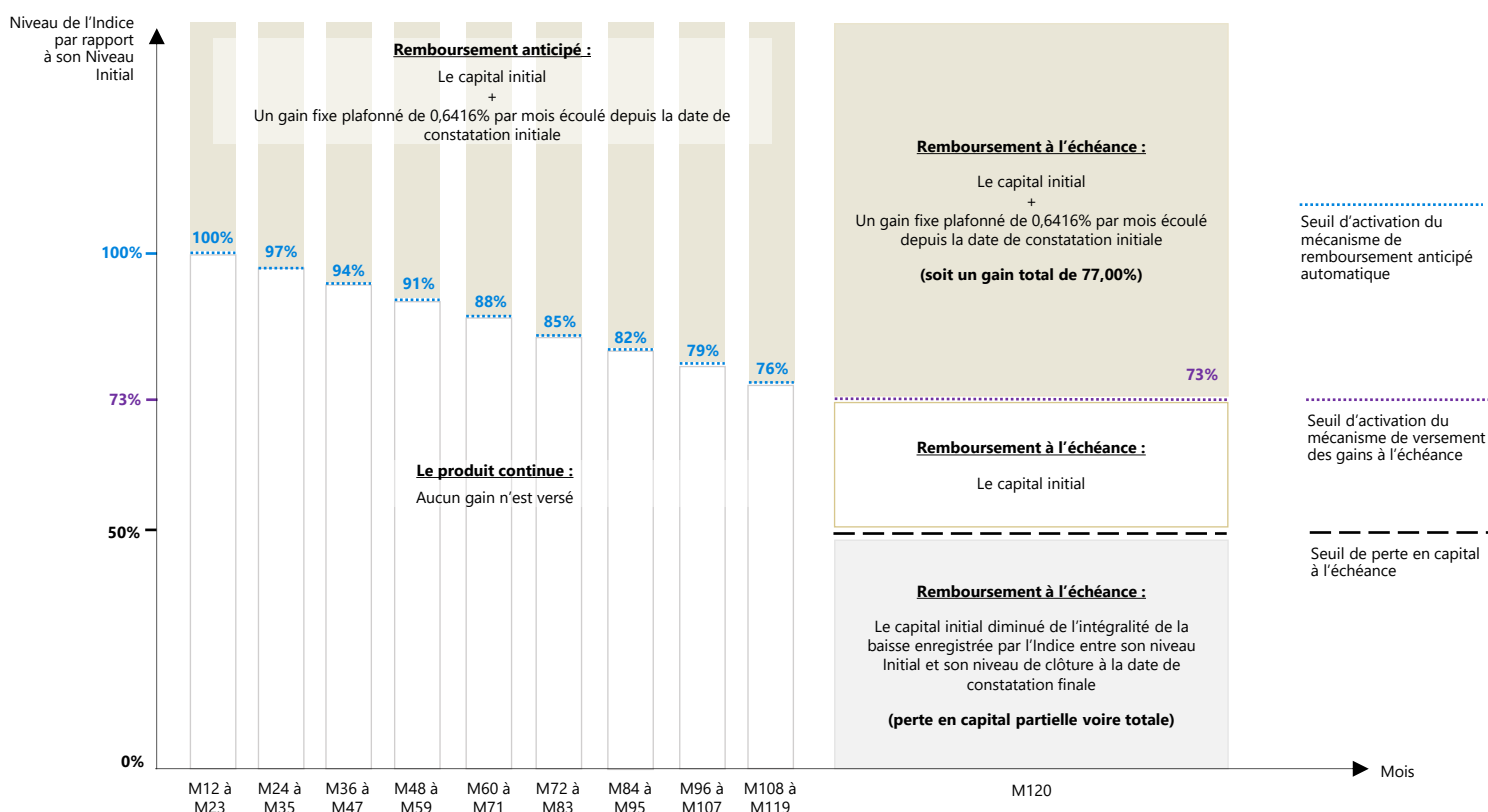 Niveau de l’Indice
par rapport
à son Niveau
Initial
Remboursement anticipé :
Le capital initial
+
Un gain fixe plafonné de 0,6416% par mois écoulé depuis la date de
constatation initiale
100%
97%
94%
91%
88%
85%
82%
79%
76%
100%
73%
50%
0%
Le produit continue :
Aucun gain n’est versé
Remboursement à l’échéance :
Le capital initial
+
Un gain fixe plafonné de 0,6416% par mois écoulé
depuis la date de constatation initiale
(soit un gain total de 77,00%)
73%
Remboursement à l’échéance :
Le capital initial
Remboursement à l’échéance :
Le capital initial diminué de l’intégralité de la
baisse enregistrée par l’Indice entre son niveau
Initial et son niveau de clôture à la date de
constatation finale
(perte en capital partielle voire totale)
Seuil d’activation du
mécanisme de
remboursement anticipé
automatique
Seuil d’activation du
mécanisme de versement
des gains à l’échéance
Seuil de perte en capital
à l’échéance
M12 à
M23
M24 à
M35
M36 à
M47
M48 à
M59
M60 à
M71
M72 à
M83
M84 à
M95
M96 à
M107
M108 à
M119
M120
Mois